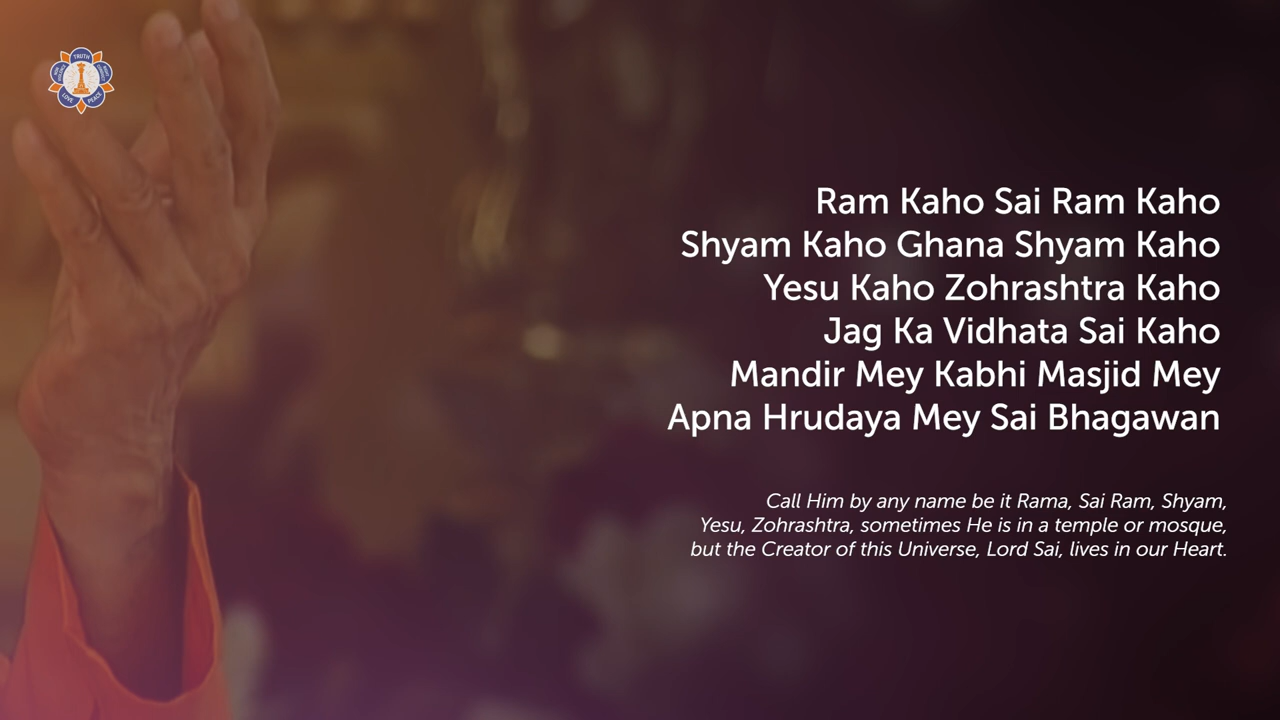 TRUTH
LOVE
PEACE
Ram Kaho Sai Ram Kaho
Shyam Kaho Ghana Shyam Kaho
Yesu Kaho Zohrashtra Kaho
Jag Ka Vidhata Sai Kaho
Mandir Mey Kabhi Masjid Mey
Apna Hrudaya Mey Sai Bhagawan
Call Him by any name be it Rama, Sai Ram, Shyam,
Yesu, Zohrashtra, sometimes He is in a temple or mosque,
but the Creator of this Universe, Lord Sai, lives in our Heart.